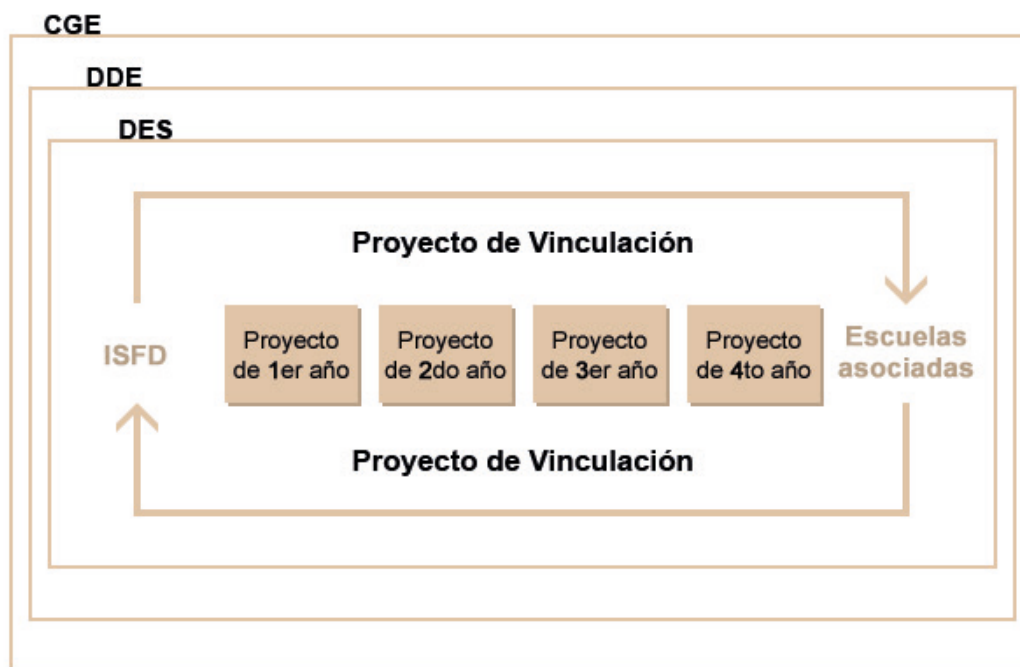 CGE
DDE
DES
Proyecto de Vinculación
ISFD
Proyecto
de 1er año
Proyecto
de 2do año
Proyecto
de 3er año
Proyecto
de 4to año
Escuelas
asociadas
Proyecto de Vinculación